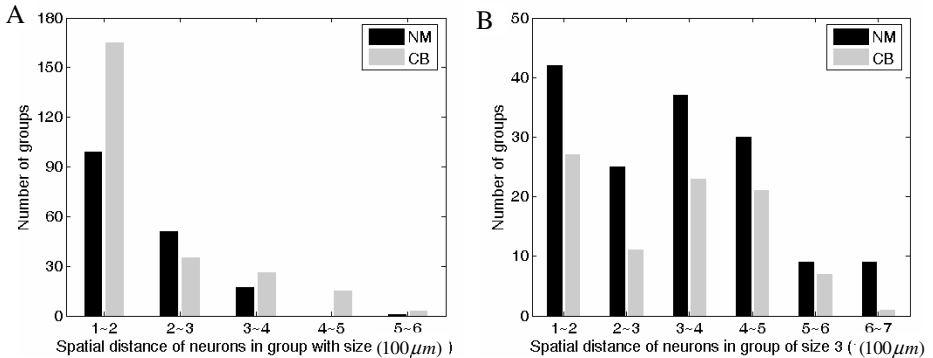 A
Number of groups
180
150
120
90
60
30
0
NM
CB
1~2 2~3 3~4 4~5 5~6
Spatial distance of neurons in group with size (100μm) )
B
Number of groups
50
40
30
20
10
0
NM
CB
1~2 2~3 3~4 4~5 5~6 6~7
Spatial distance of neurons in group of size 3 ( (100μm) )